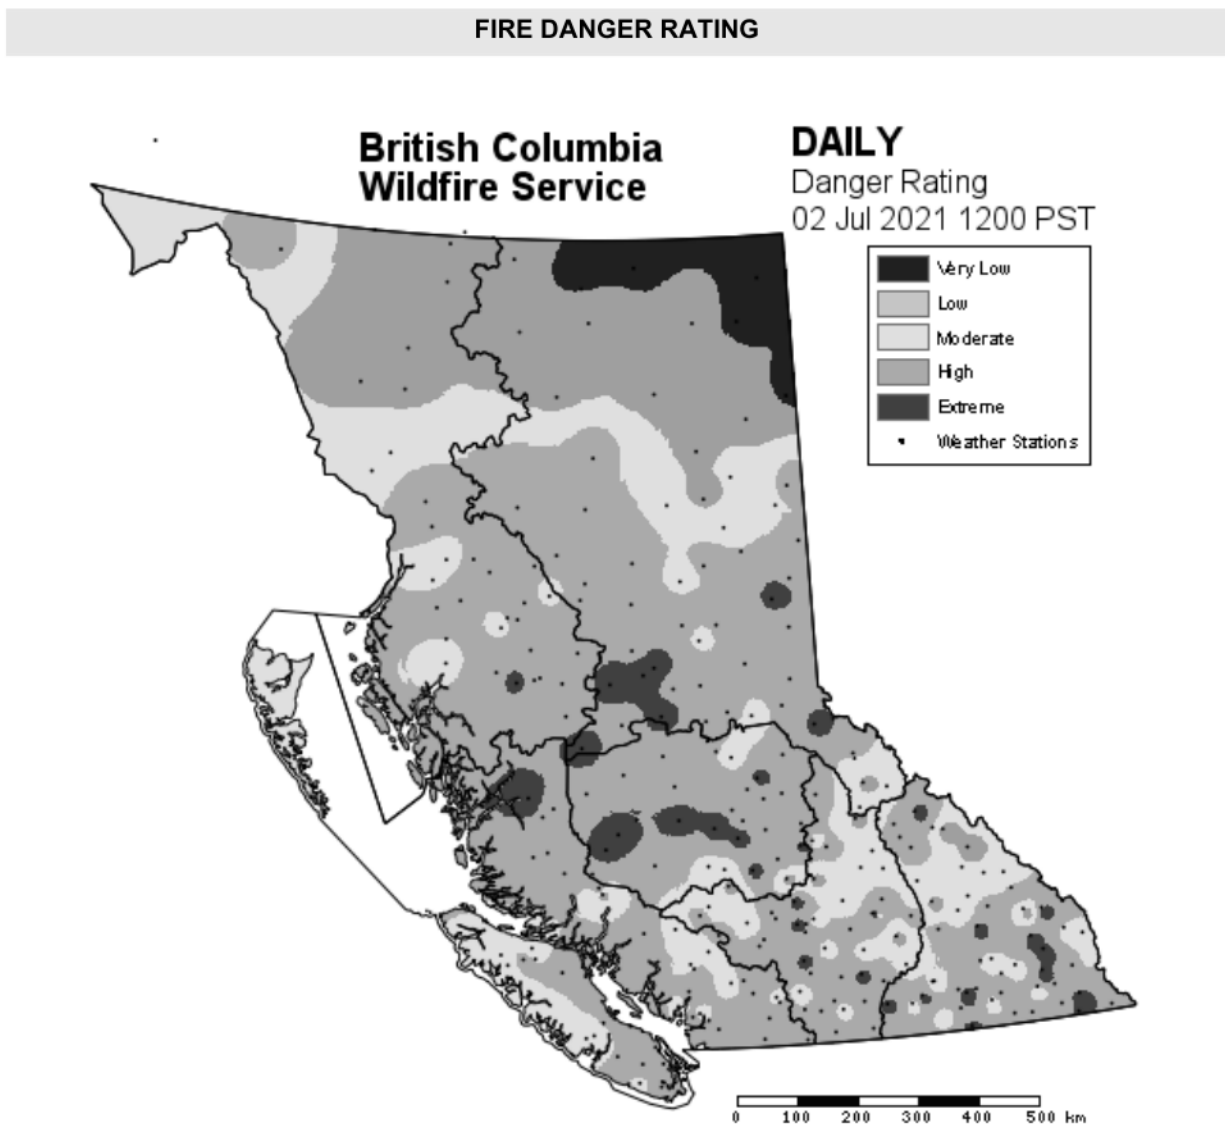 FIRE DANGER RATING
British Columbia
Wildfire Service
DAILY
Danger Rating
02 Jul 2021 1200 PST
Very Low
Low
Moderate
High
Extreme
Weather Stations
0 100 200 300 400 500 km